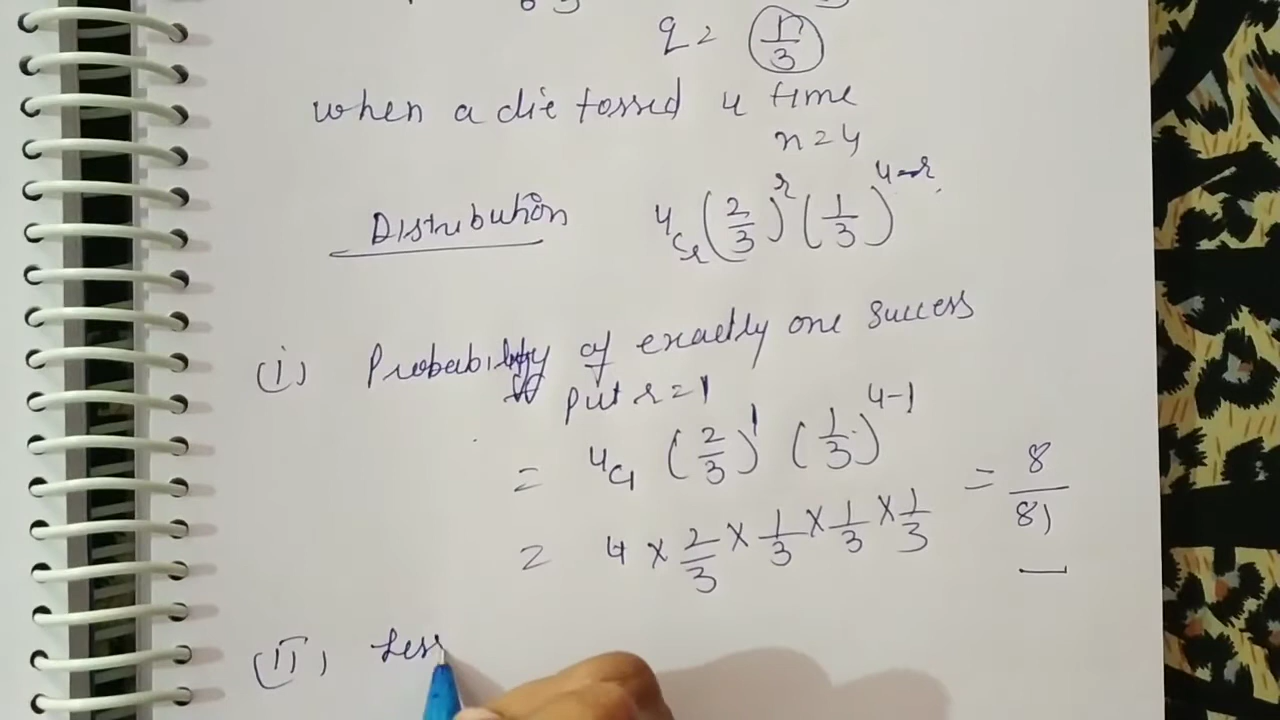 q = 1/3
when a die tossed 4 time
n = 4
Distribution 4Cr (2/3)^r (1/3)^4-r
(i) Probability of exactly one success
put r = 1
= 4C1 (2/3)^1 (1/3)^4-1
= 4 × 2/3 × 1/3 × 1/3 × 1/3 = 8/81
(ii) Less